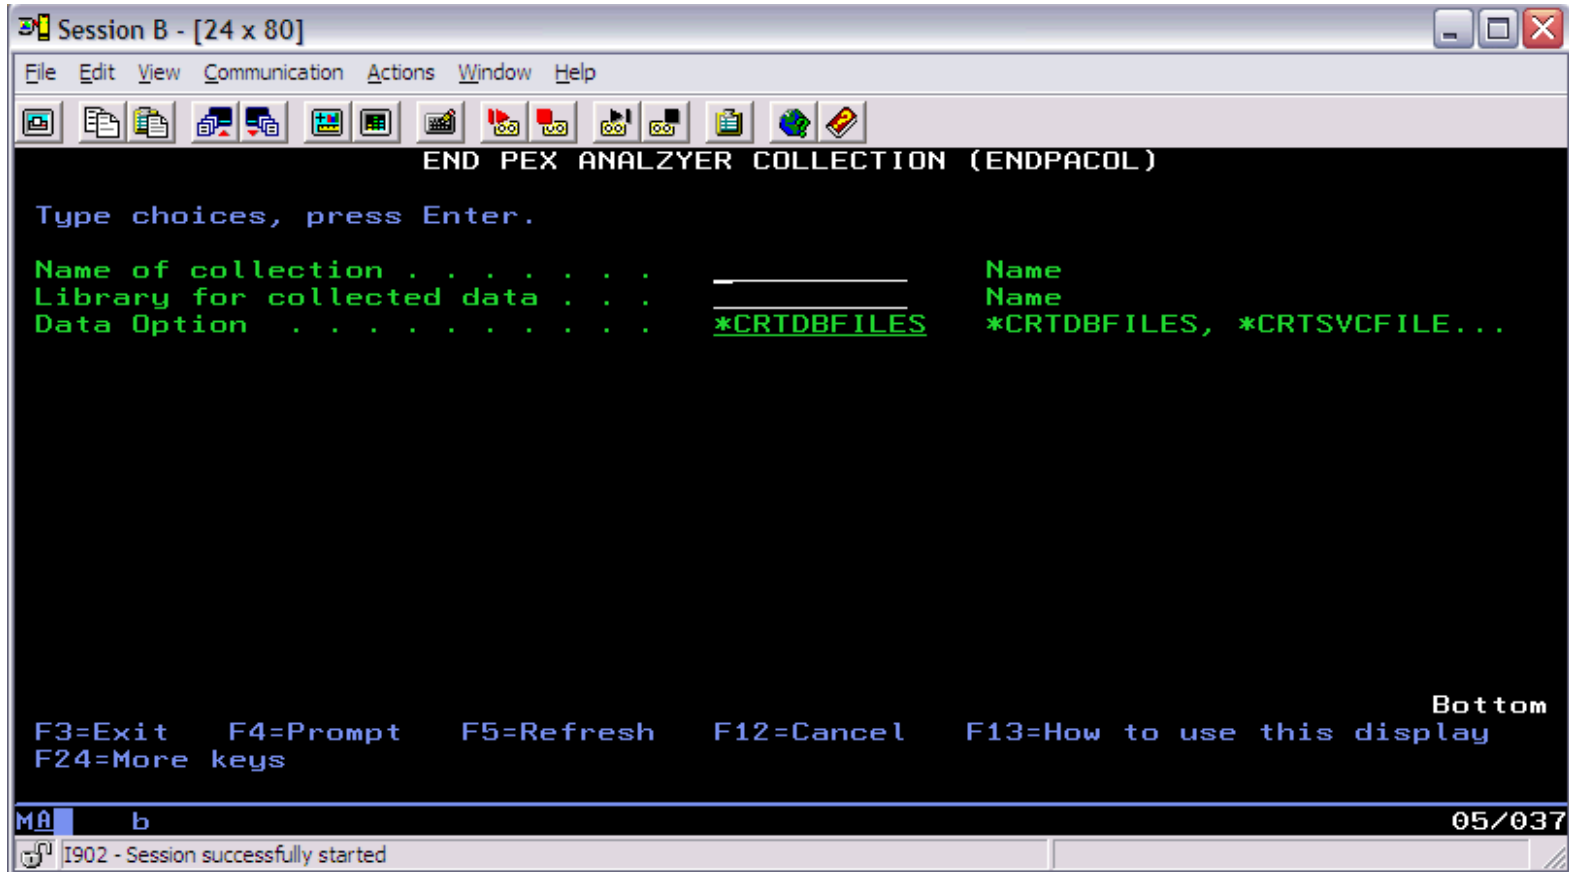 Session B - [24 x 80]
File Edit View Communication Actions Window Help
END PEX ANALZYER COLLECTION (ENDPACOL)
Type choices, press Enter.
Name of collection . . . . . . . __________ Name
Library for collected data . . . __________ Name
Data Option . . . . . . . . . . *CRTDBFILES *CRTDBFILES, *CRTSVCFILE...
Bottom
F3=Exit F4=Prompt F5=Refresh F12=Cancel F13=How to use this display
F24=More keys
MA b 05/037
I902 - Session successfully started